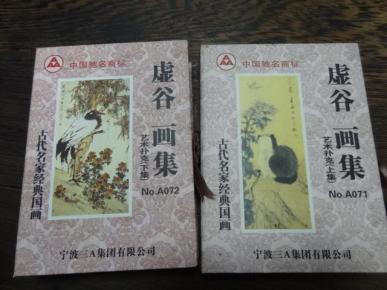 中国驰名商标
虚谷画集
艺术扑克(下集)
No.A072
古代名家经典国画
宁波三A集团有限公司
中国驰名商标
虚谷画集
艺术扑克(上集)
No.A071
古代名家经典国画
宁波三A集团有限公司